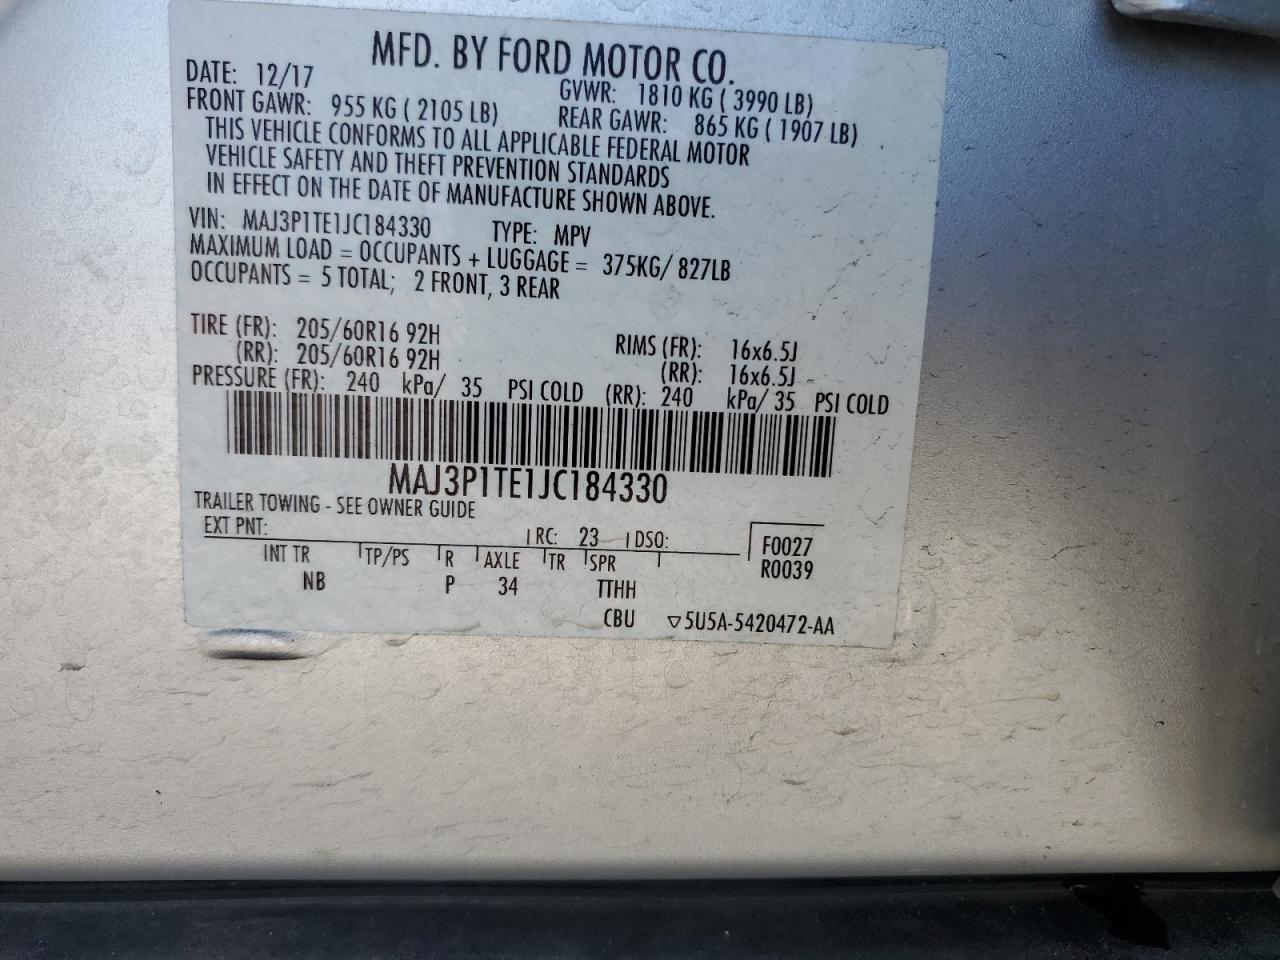 MFD. BY FORD MOTOR CO.
DATE: 12/17 GVWR: 1810 KG ( 3990 LB)
FRONT GAWR: 955 KG ( 2105 LB) REAR GAWR: 865 KG ( 1907 LB)
THIS VEHICLE CONFORMS TO ALL APPLICABLE FEDERAL MOTOR
VEHICLE SAFETY AND THEFT PREVENTION STANDARDS
IN EFFECT ON THE DATE OF MANUFACTURE SHOWN ABOVE.
VIN: MAJ3P1TE1JC184330 TYPE: MPV
MAXIMUM LOAD = OCCUPANTS + LUGGAGE = 375KG/ 827LB
OCCUPANTS = 5 TOTAL; 2 FRONT, 3 REAR
TIRE (FR): 205/60R16 92H RIMS (FR): 16x6.5J
(RR): 205/60R16 92H (RR): 16x6.5J
PRESSURE (FR): 240 kPa/ 35 PSI COLD (RR): 240 kPa/ 35 PSI COLD
MAJ3P1TE1JC184330
TRAILER TOWING - SEE OWNER GUIDE
EXT PNT: RC: 23 DSO: F0027
INT TR TP/PS R AXLE TR SPR R0039
NB P 34 TTHH
CBU ▽5U5A-5420472-AA